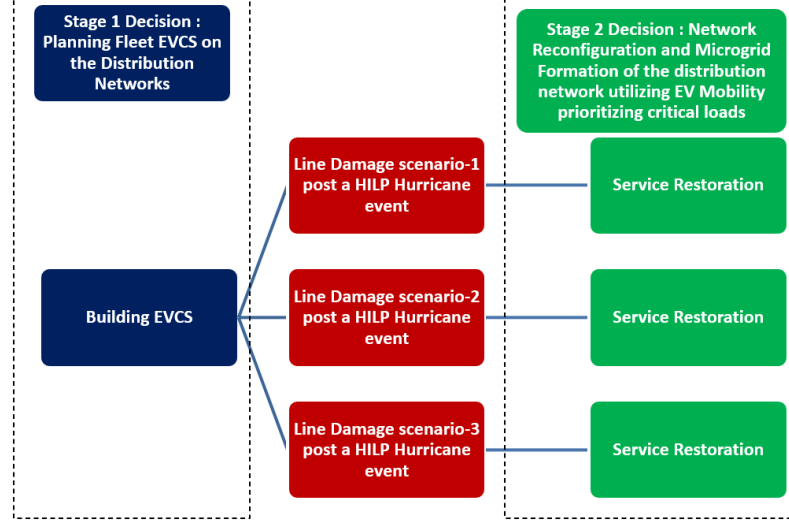 Stage 1 Decision :
Planning Fleet EVCS on
the Distribution
Networks
Stage 2 Decision : Network
Reconfiguration and Microgrid
Formation of the distribution
network utilizing EV Mobility
prioritizing critical loads
Building EVCS
Line Damage scenario-1
post a HILP Hurricane
event
Service Restoration
Line Damage scenario-2
post a HILP Hurricane
event
Service Restoration
Line Damage scenario-3
post a HILP Hurricane
event
Service Restoration